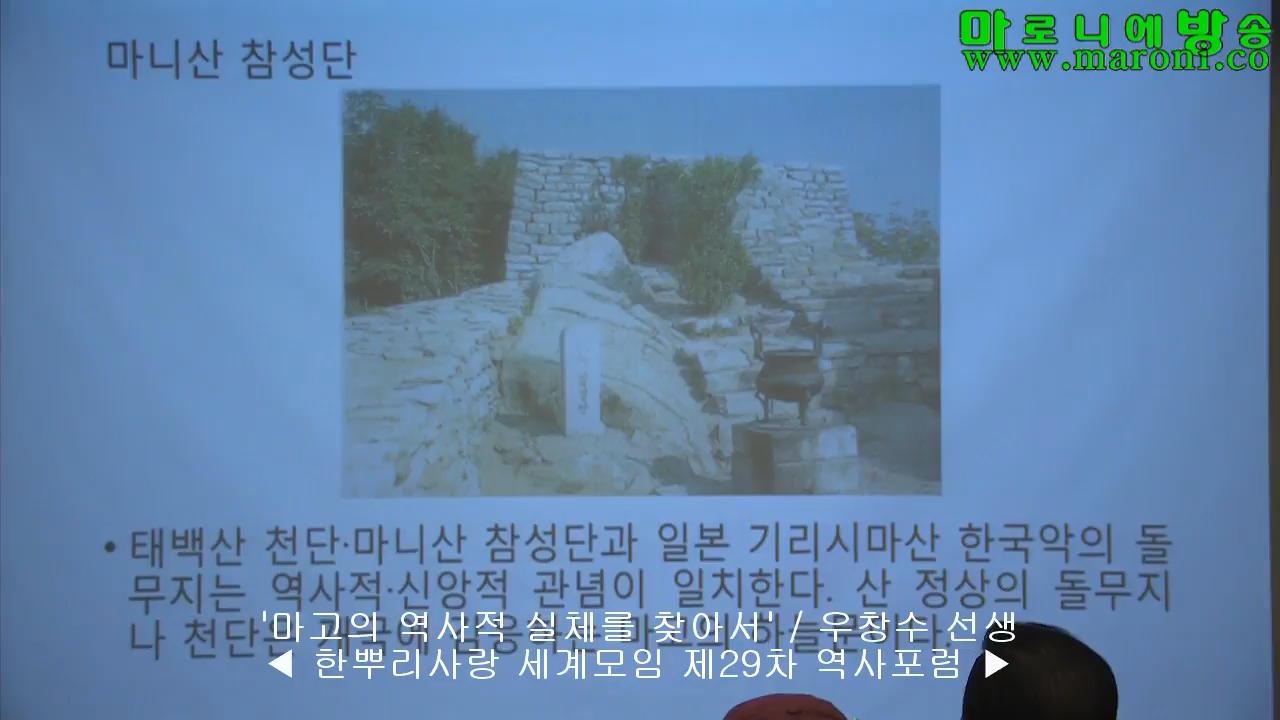 마니산 참성단
마로니에방송
www.maroni.co
• 태백산 천단·마니산 참성단과 일본 기리시마산 한국악의 돌
무지는 역사적·신앙적 관념이 일치한다. 산 정상의 돌무지
나 천단은
'마고의 역사적 실체를 찾아서' / 우창수 선생
◀ 한뿌리사랑 세계모임 제29차 역사포럼 ▶